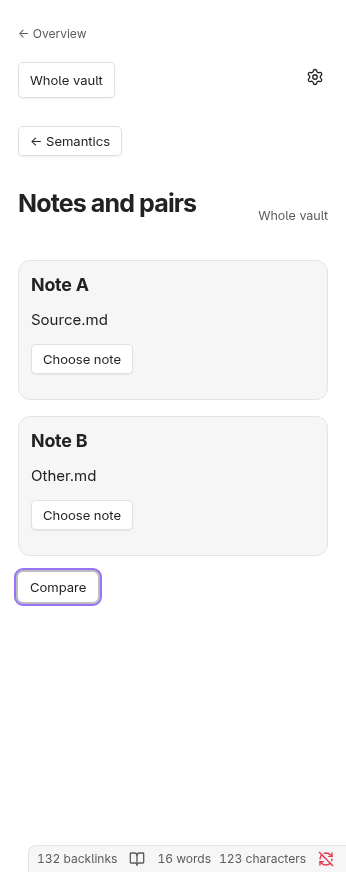 ← Overview
Whole vault
← Semantics
Notes and pairs
Whole vault
Note A
Source.md
Choose note
Note B
Other.md
Choose note
Compare
132 backlinks 16 words 123 characters